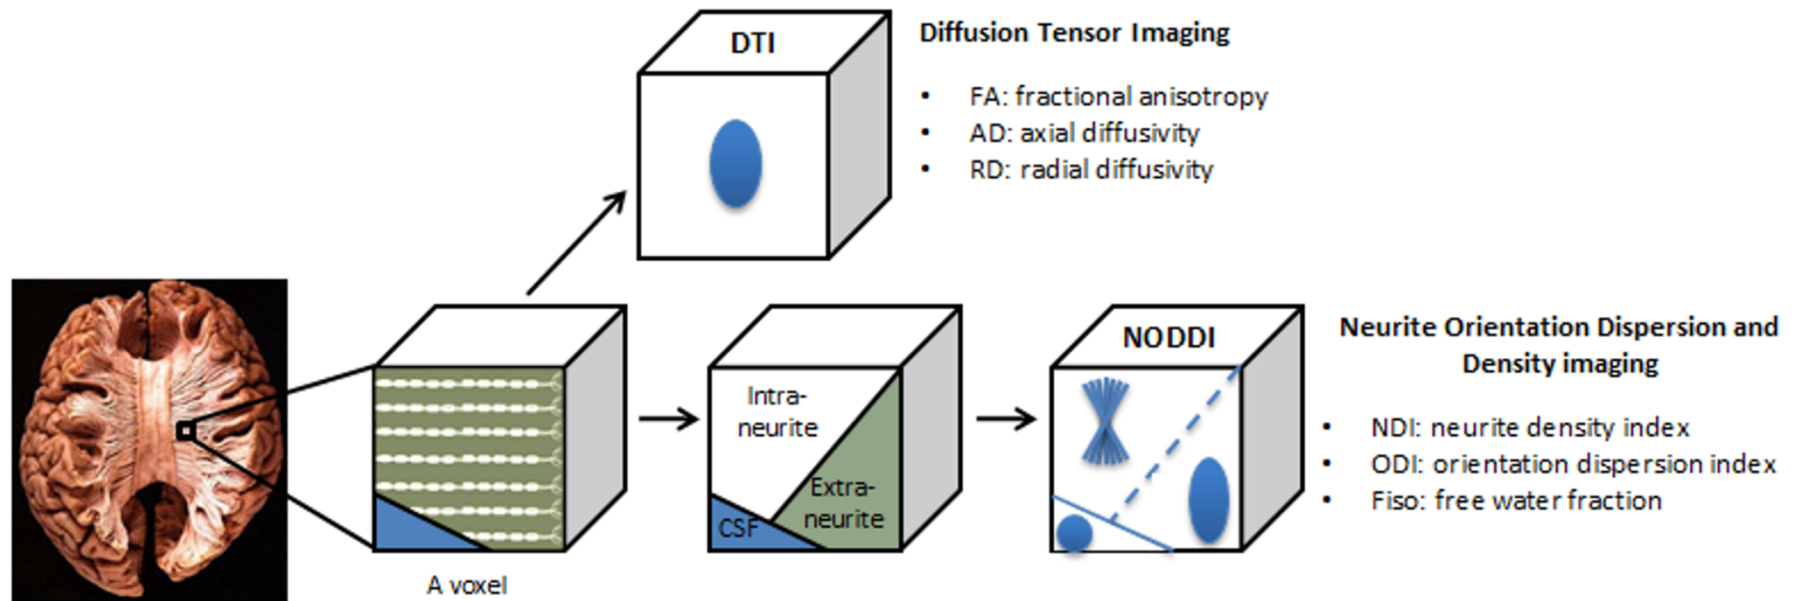 DTI
Diffusion Tensor Imaging
• FA: fractional anisotropy
• AD: axial diffusivity
• RD: radial diffusivity
A voxel
Intra-
neurite
Extra-
neurite
CSF
NODDI
Neurite Orientation Dispersion and
Density imaging
• NDI: neurite density index
• ODI: orientation dispersion index
• Fiso: free water fraction